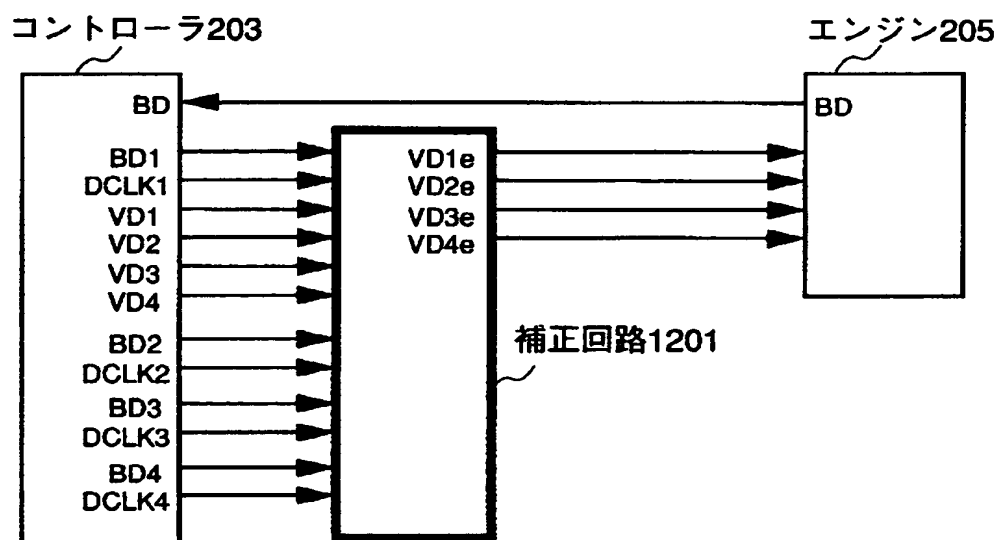 コントローラ203
エンジン205
BD
BD
BD1
DCLK1
VD1
VD2
VD3
VD4
BD2
DCLK2
BD3
DCLK3
BD4
DCLK4
VD1e
VD2e
VD3e
VD4e
補正回路1201